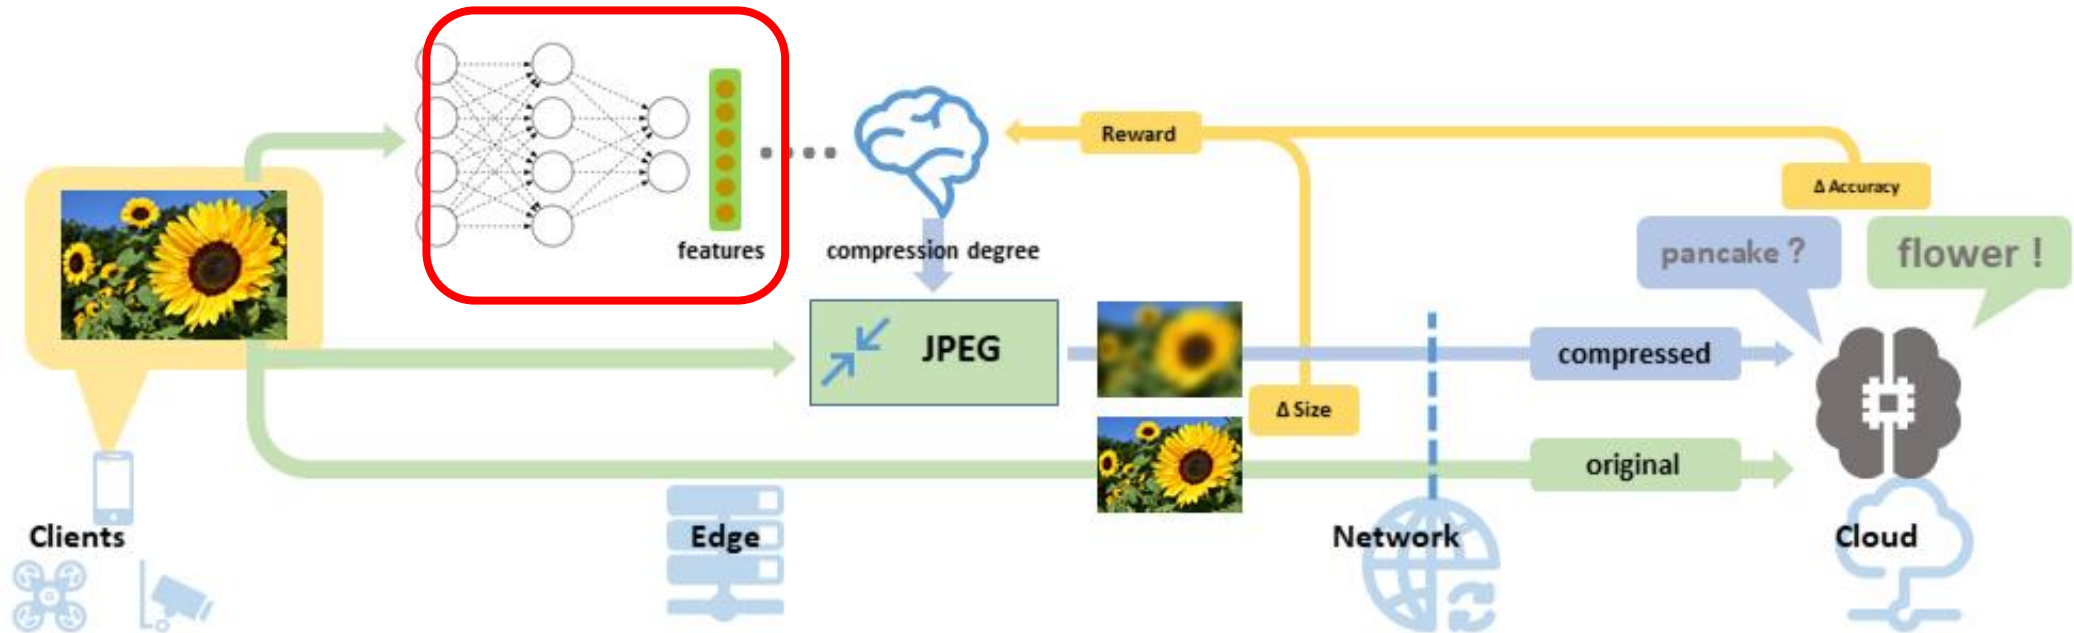 features
compression degree
Reward
Δ Accuracy
pancake ?
flower !
JPEG
compressed
Δ Size
original
Clients
Edge
Network
Cloud